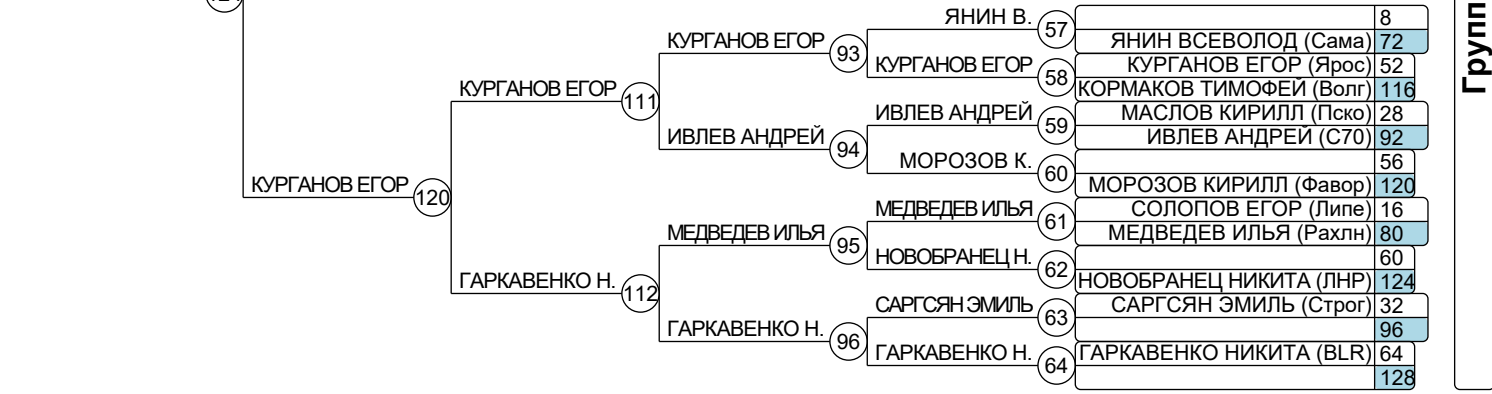 ЯНИН В. 57 8
КУРГАНОВ ЕГОР 93 ЯНИН ВСЕВОЛОД (Сама) 72
КУРГАНОВ ЕГОР 58 КУРГАНОВ ЕГОР (Ярос) 52
КУРГАНОВ ЕГОР 111 КОРМАКОВ ТИМОФЕЙ (Волг) 116
ИВЛЕВ АНДРЕЙ 59 МАСЛОВ КИРИЛЛ (Пско) 28
ИВЛЕВ АНДРЕЙ 94 ИВЛЕВ АНДРЕЙ (С70) 92
МОРОЗОВ К. 60 56
КУРГАНОВ ЕГОР 120 МОРОЗОВ КИРИЛЛ (Фавор) 120
МЕДВЕДЕВ ИЛЬЯ 61 СОЛОПОВ ЕГОР (Липе) 16
МЕДВЕДЕВ ИЛЬЯ 95 МЕДВЕДЕВ ИЛЬЯ (Рахлн) 80
НОВОБРАНЕЦ Н. 62 60
ГАРКАВЕНКО Н. 112 НОВОБРАНЕЦ НИКИТА (ЛНР) 124
САРГСЯН ЭМИЛЬ 63 САРГСЯН ЭМИЛЬ (Строг) 32
ГАРКАВЕНКО Н. 96 96
ГАРКАВЕНКО Н. 64 ГАРКАВЕНКО НИКИТА (BLR) 64
128
Групп